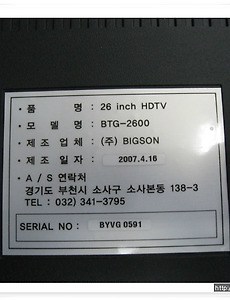 • 품 명 : 26 inch HDTV
• 모 델 명 : BTG-2600
• 제 조 업 체 : (주) BIGSON
• 제 조 일 자 : 2007.4.16
• A / S 연락처
경기도 부천시 소사구 소사본동 138-3
TEL : 032) 341-3795
SERIAL NO : BYVG 0591
http:/